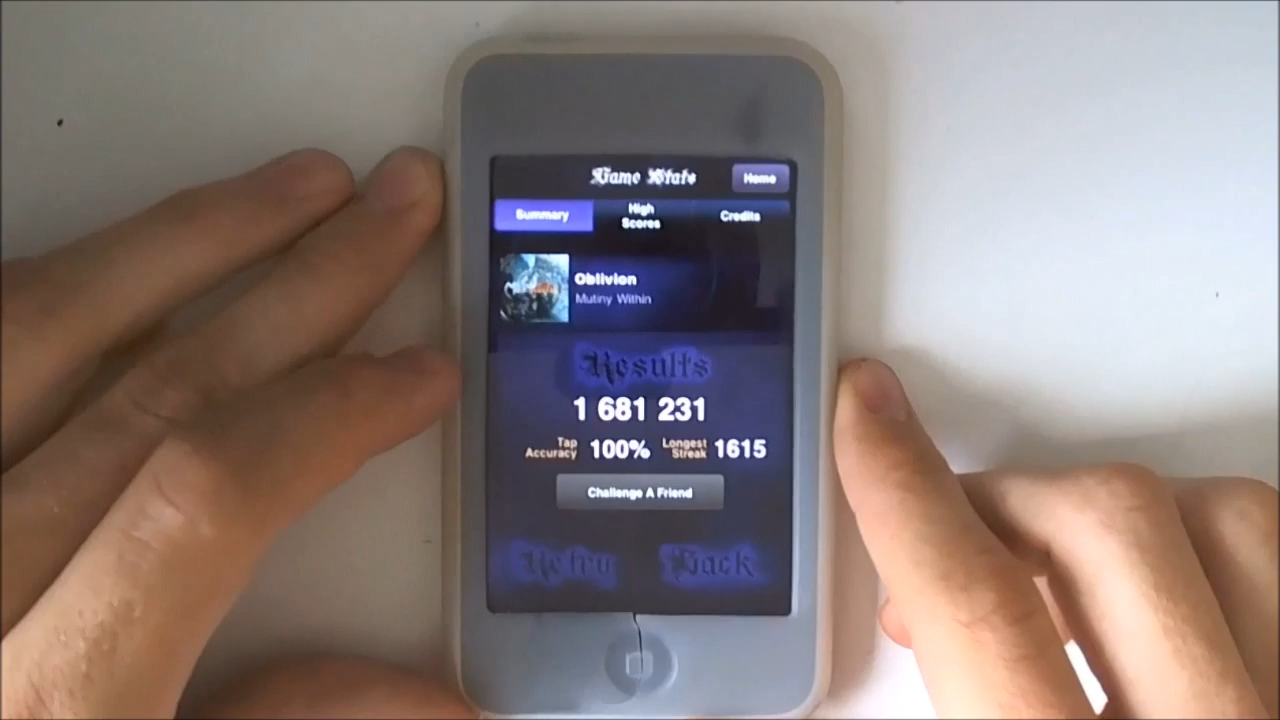 Game Stats
Home
Summary
High
Scores
Credits
Oblivion
Mutiny Within
Results
1 681 231
Tap
Accuracy
100%
Longest
Streak
1615
Challenge A Friend
Retry
Back